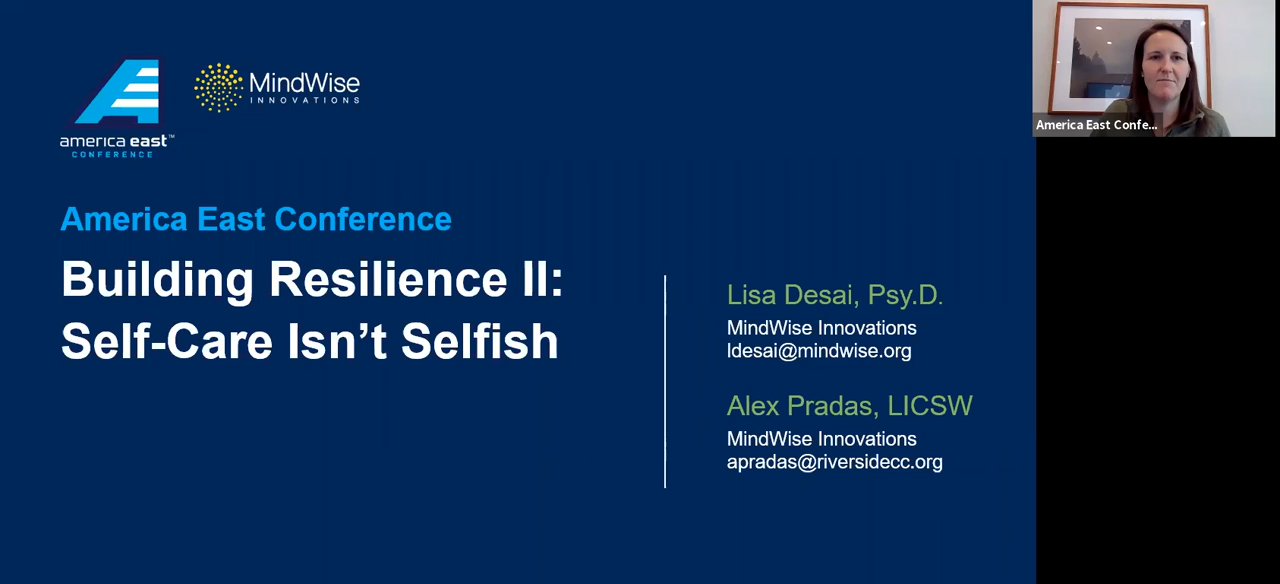 america east™
CONFERENCE
MindWise
INNOVATIONS
America East Conference
Building Resilience II:
Self-Care Isn’t Selfish
Lisa Desai, Psy.D.
MindWise Innovations
ldesai@mindwise.org
Alex Pradas, LICSW
MindWise Innovations
apradas@riversidecc.org
America East Confe...